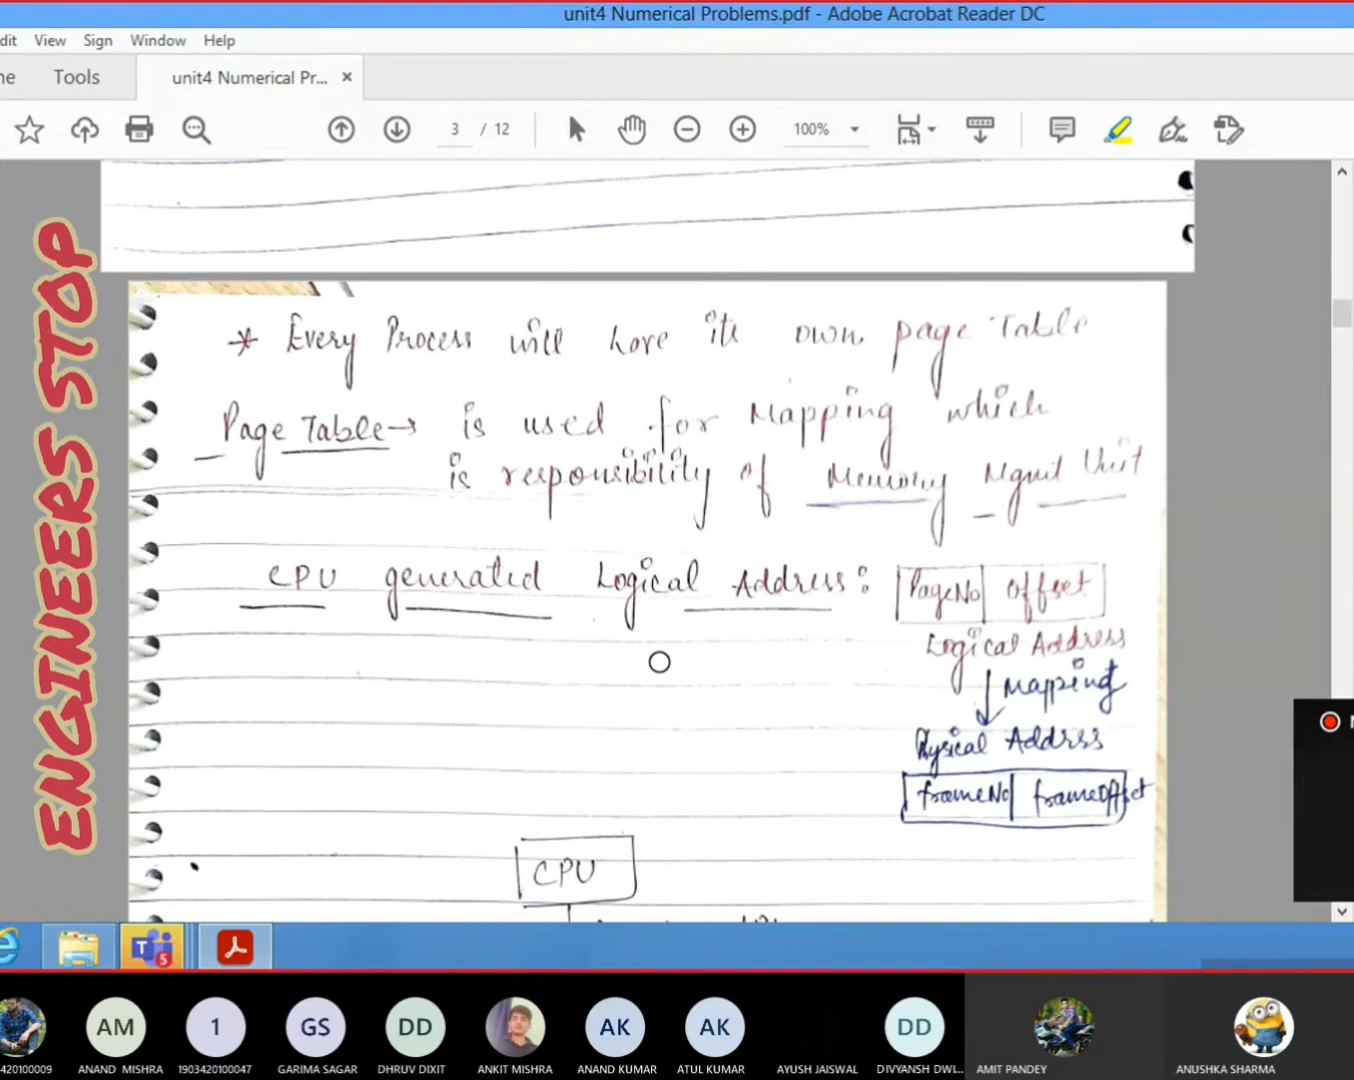 unit4 Numerical Problems.pdf - Adobe Acrobat Reader DC
dit View Sign Window Help
ne Tools unit4 Numerical Pr... ×
3 / 12 100%
ENGINEERS STOP
* Every Process will have its own page Table
Page Table → is used for Mapping which
is responsibility of Memory Mgmt Unit
CPU generated Logical Address: PageNo Offset
Logical Address
Mapping
Physical Address
frameNo frameOffset
CPU
T 5
AM 1 GS DD AK AK DD
420100009 ANAND MISHRA 1903420100047 GARIMA SAGAR DHRUV DIXIT ANKIT MISHRA ANAND KUMAR ATUL KUMAR AYUSH JAISWAL DIVYANSH DWL... AMIT PANDEY ANUSHKA SHARMA